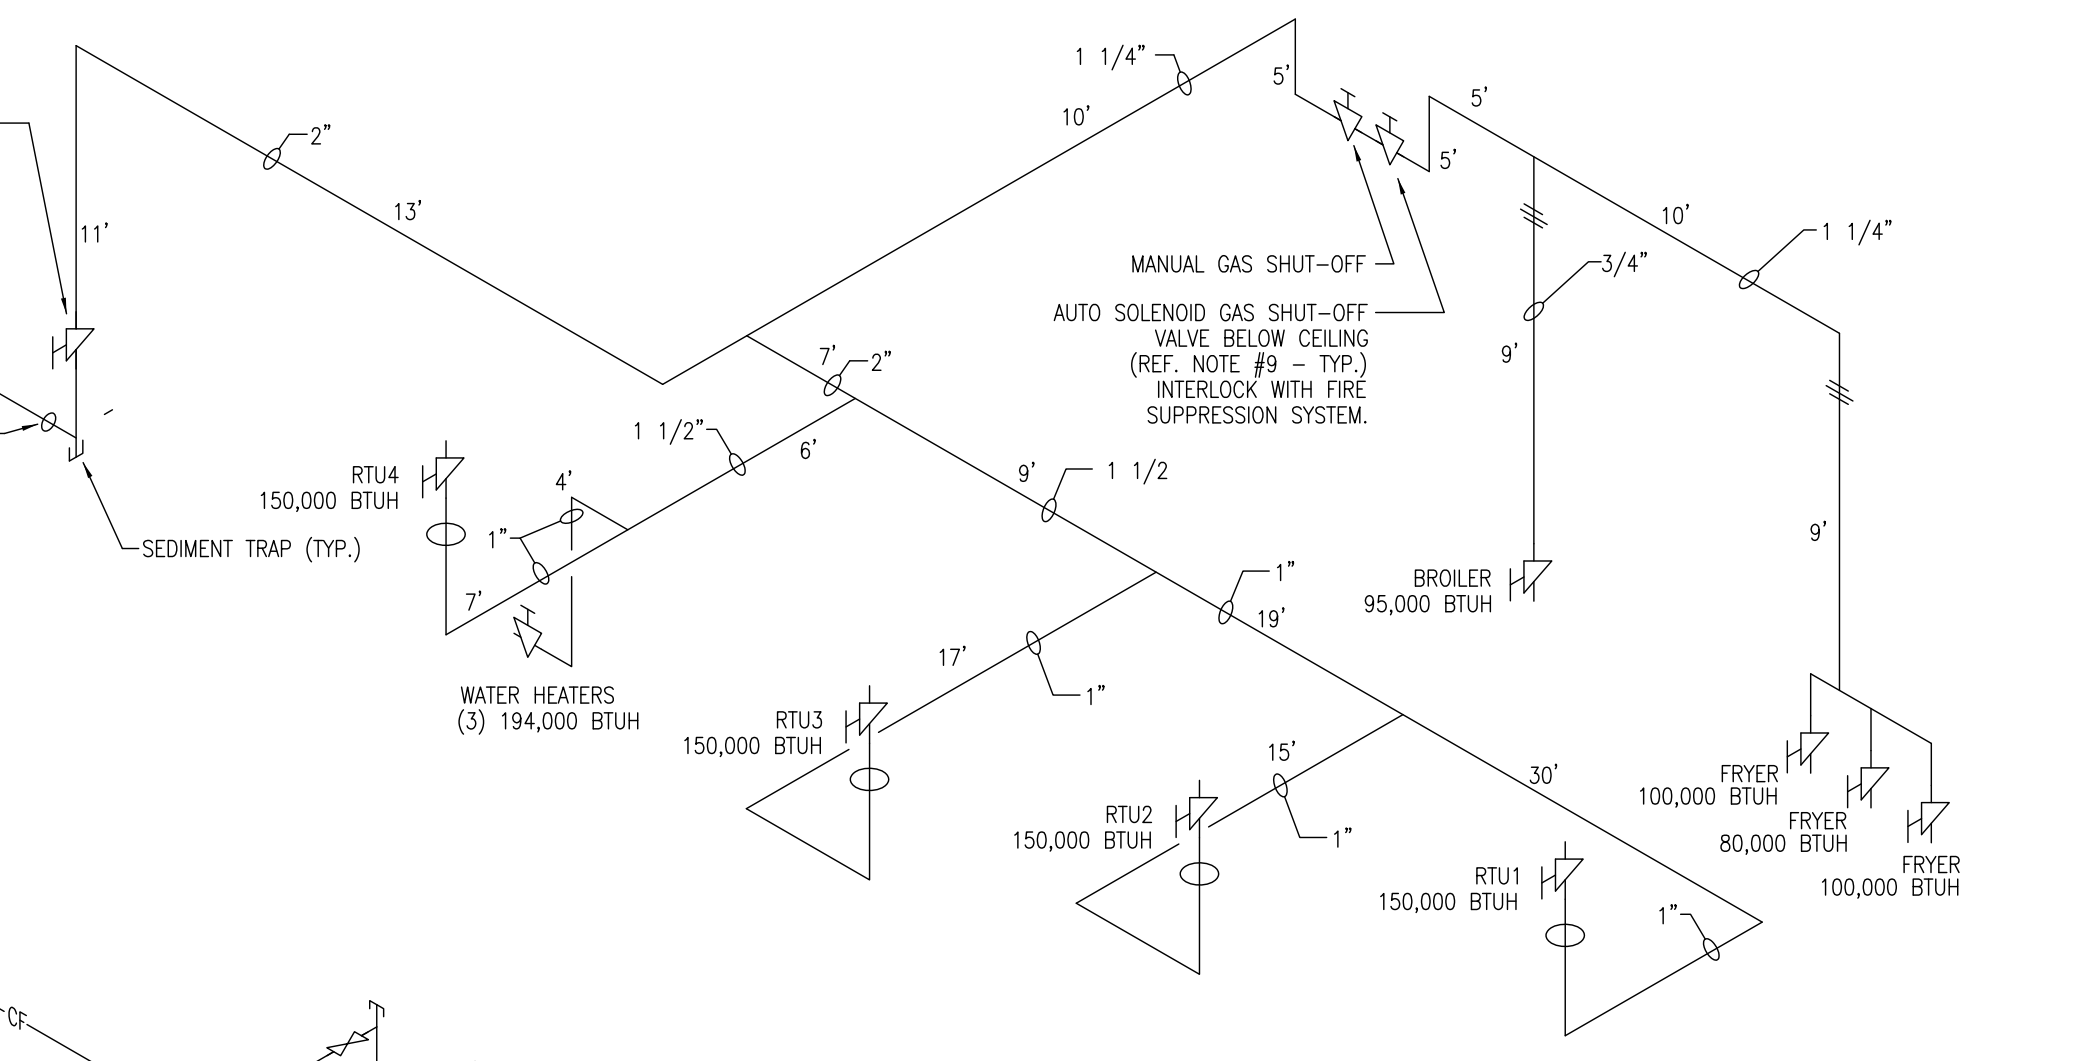 1 1/4”
5’
10’
5’
5’
2”
13’
11’
10’
1 1/4”
MANUAL GAS SHUT-OFF
3/4”
AUTO SOLENOID GAS SHUT-OFF
VALVE BELOW CEILING
(REF. NOTE #9 – TYP.)
INTERLOCK WITH FIRE
SUPPRESSION SYSTEM.
9’
7’
2”
1 1/2”
6’
RTU4
150,000 BTUH
4’
9’
1 1/2
1”
SEDIMENT TRAP (TYP.)
9’
BROILER
95,000 BTUH
1”
19’
7’
17’
1”
WATER HEATERS
(3) 194,000 BTUH
RTU3
150,000 BTUH
15’
30’
FRYER
100,000 BTUH
RTU2
150,000 BTUH
1”
FRYER
80,000 BTUH
FRYER
100,000 BTUH
RTU1
150,000 BTUH
1”
CF